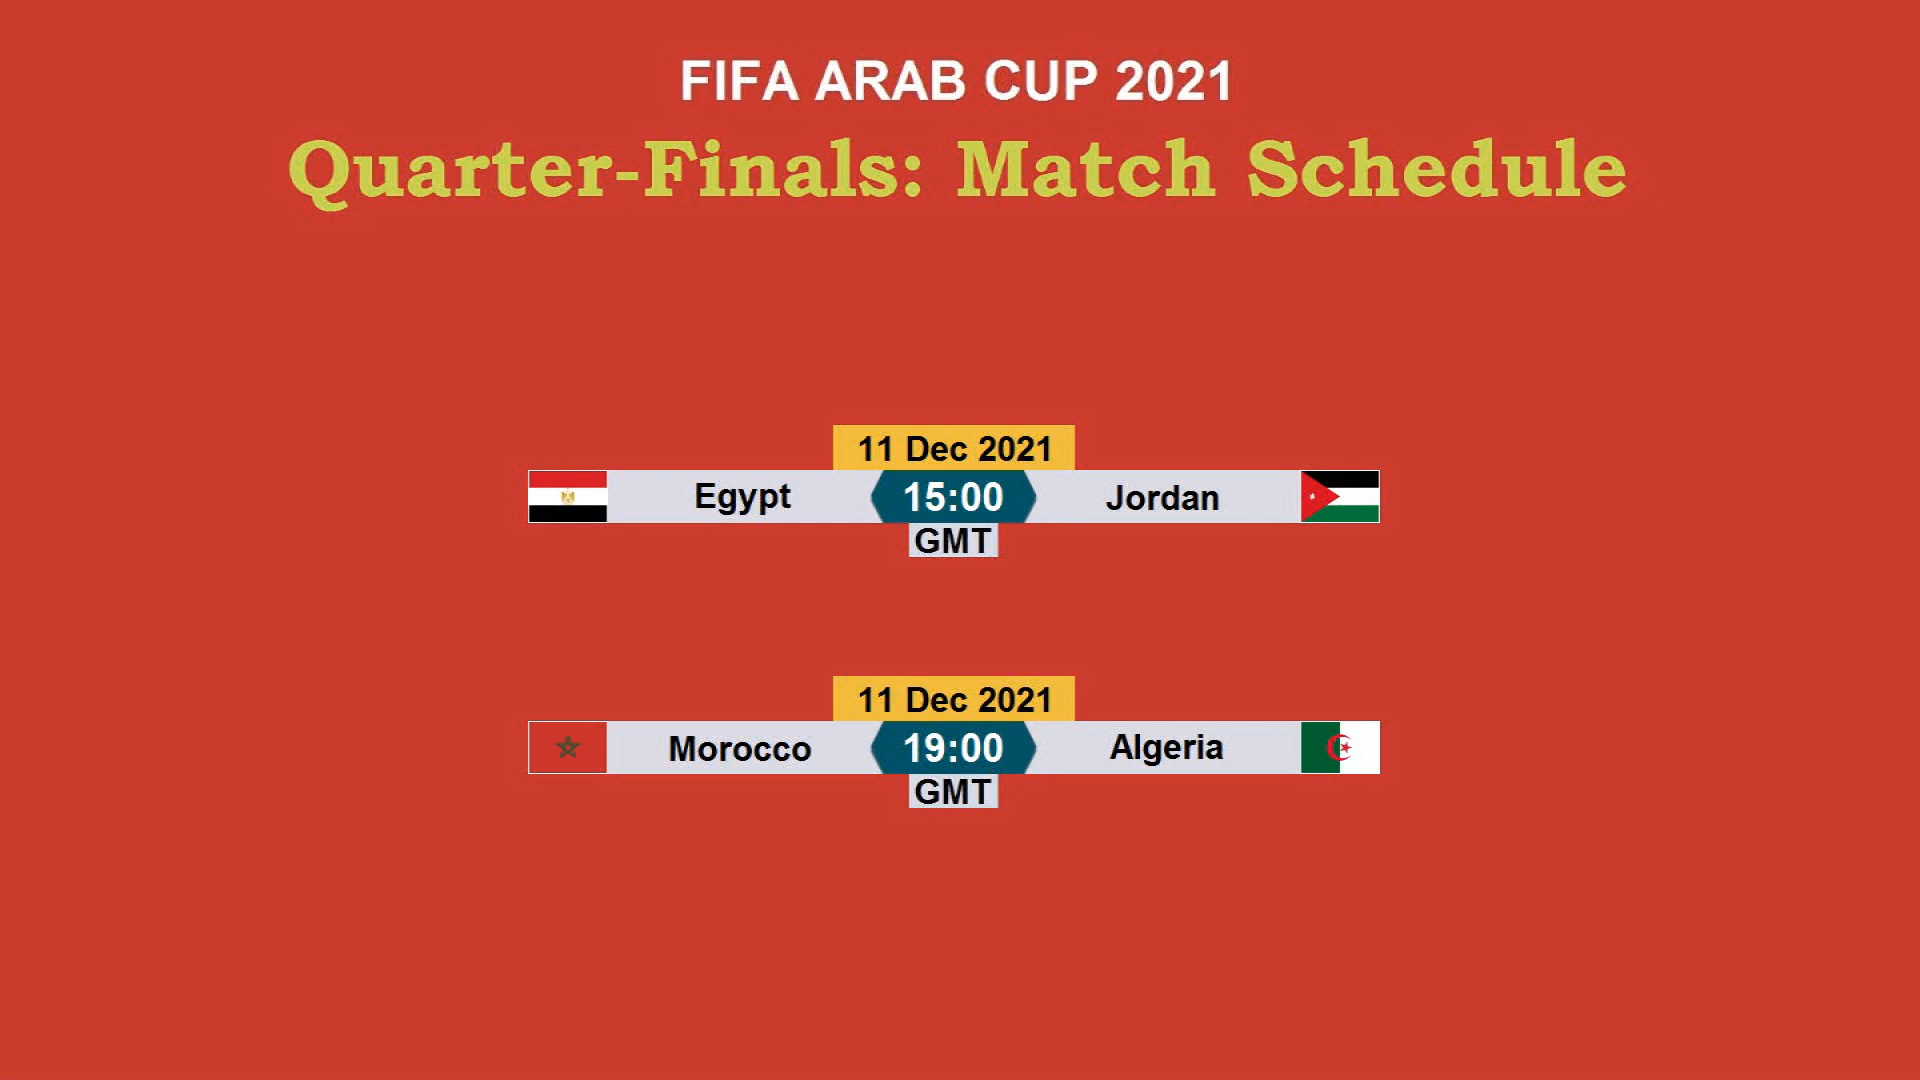 FIFA ARAB CUP 2021
Quarter-Finals: Match Schedule
11 Dec 2021
Egypt 15:00 Jordan
GMT
11 Dec 2021
Morocco 19:00 Algeria
GMT